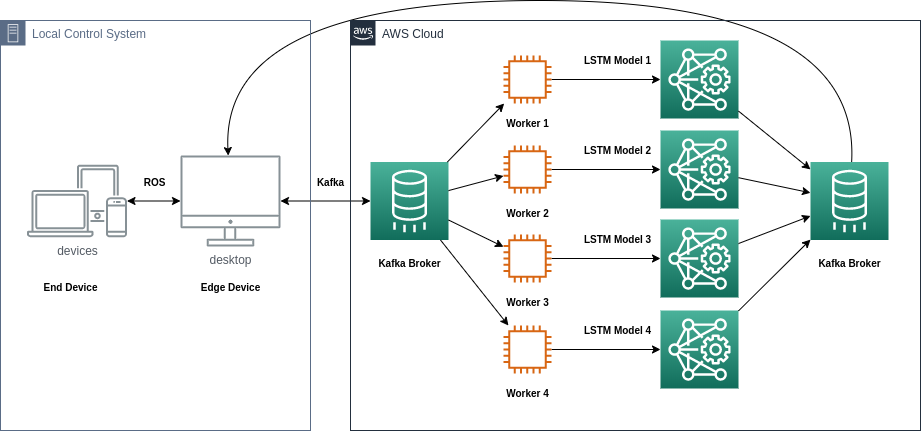 Local Control System
aws AWS Cloud
LSTM Model 1
Worker 1
LSTM Model 2
ROS
Kafka
Worker 2
LSTM Model 3
devices
desktop
Kafka Broker
Kafka Broker
End Device
Edge Device
Worker 3
LSTM Model 4
Worker 4